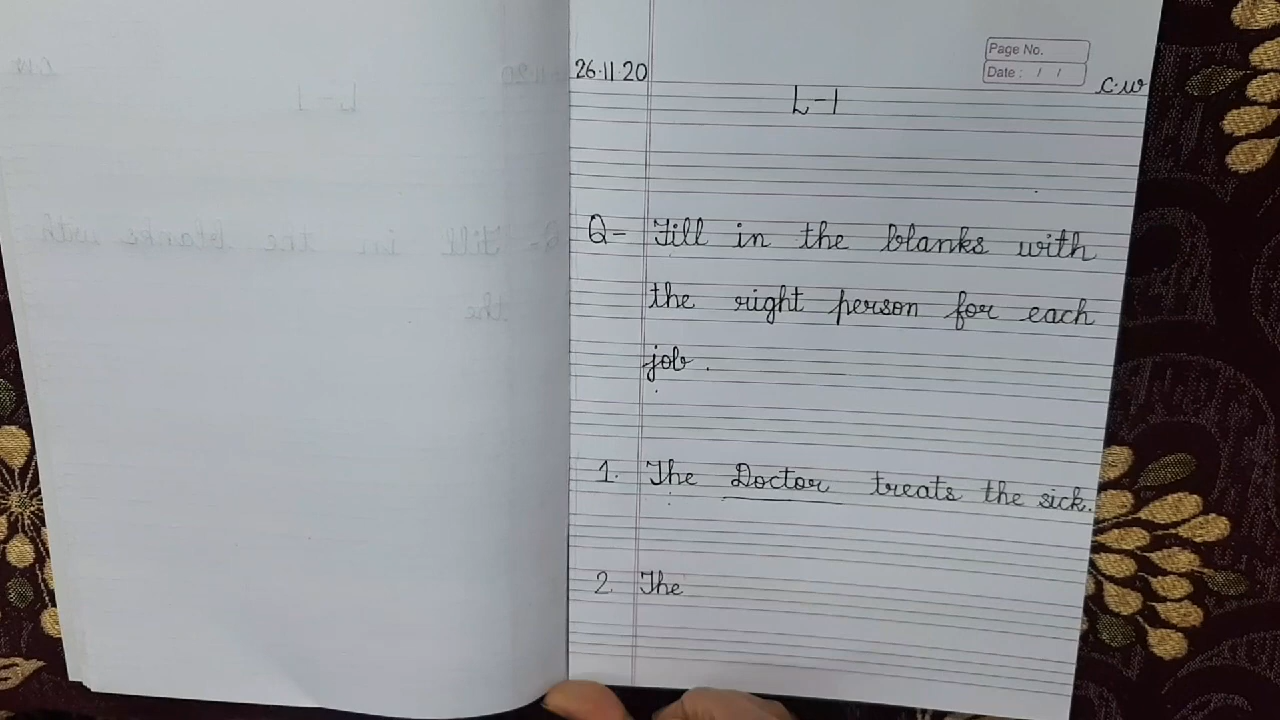 Page No.
Date : / /
26.11.20
C.W
L-1
Q- Fill in the blanks with
the right person for each
job.
1. The Doctor treats the sick.
2. The